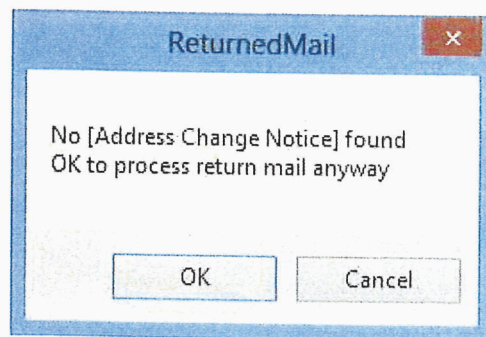 ReturnedMail
No [Address Change Notice] found
OK to process return mail anyway
OK
Cancel